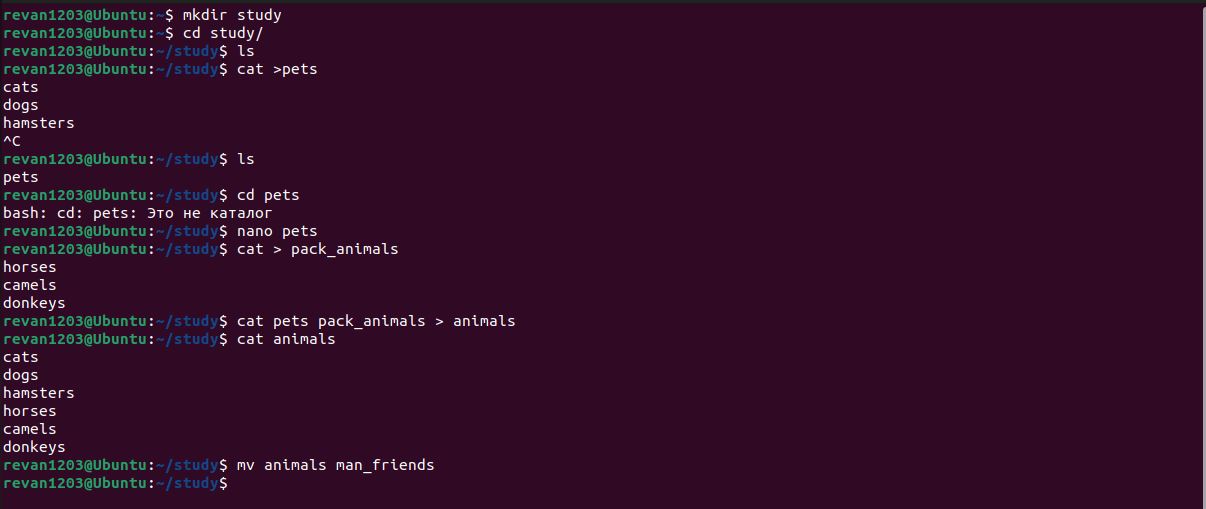 revan1203@Ubuntu:~$ mkdir study
revan1203@Ubuntu:~$ cd study/
revan1203@Ubuntu:~/study$ ls
revan1203@Ubuntu:~/study$ cat >pets
cats
dogs
hamsters
^C
revan1203@Ubuntu:~/study$ ls
pets
revan1203@Ubuntu:~/study$ cd pets
bash: cd: pets: Это не каталог
revan1203@Ubuntu:~/study$ nano pets
revan1203@Ubuntu:~/study$ cat > pack_animals
horses
camels
donkeys
revan1203@Ubuntu:~/study$ cat pets pack_animals > animals
revan1203@Ubuntu:~/study$ cat animals
cats
dogs
hamsters
horses
camels
donkeys
revan1203@Ubuntu:~/study$ mv animals man_friends
revan1203@Ubuntu:~/study$